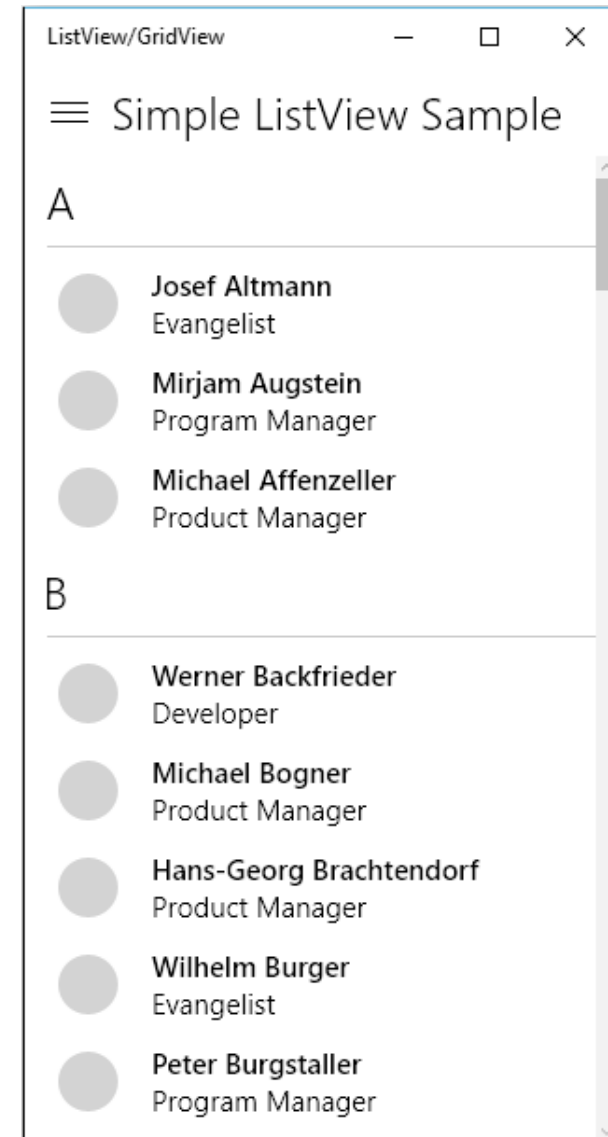 ListView/GridView
Simple ListView Sample
A
Josef Altmann
Evangelist
Mirjam Augstein
Program Manager
Michael Affenzeller
Product Manager
B
Werner Backfrieder
Developer
Michael Bogner
Product Manager
Hans-Georg Brachtendorf
Product Manager
Wilhelm Burger
Evangelist
Peter Burgstaller
Program Manager